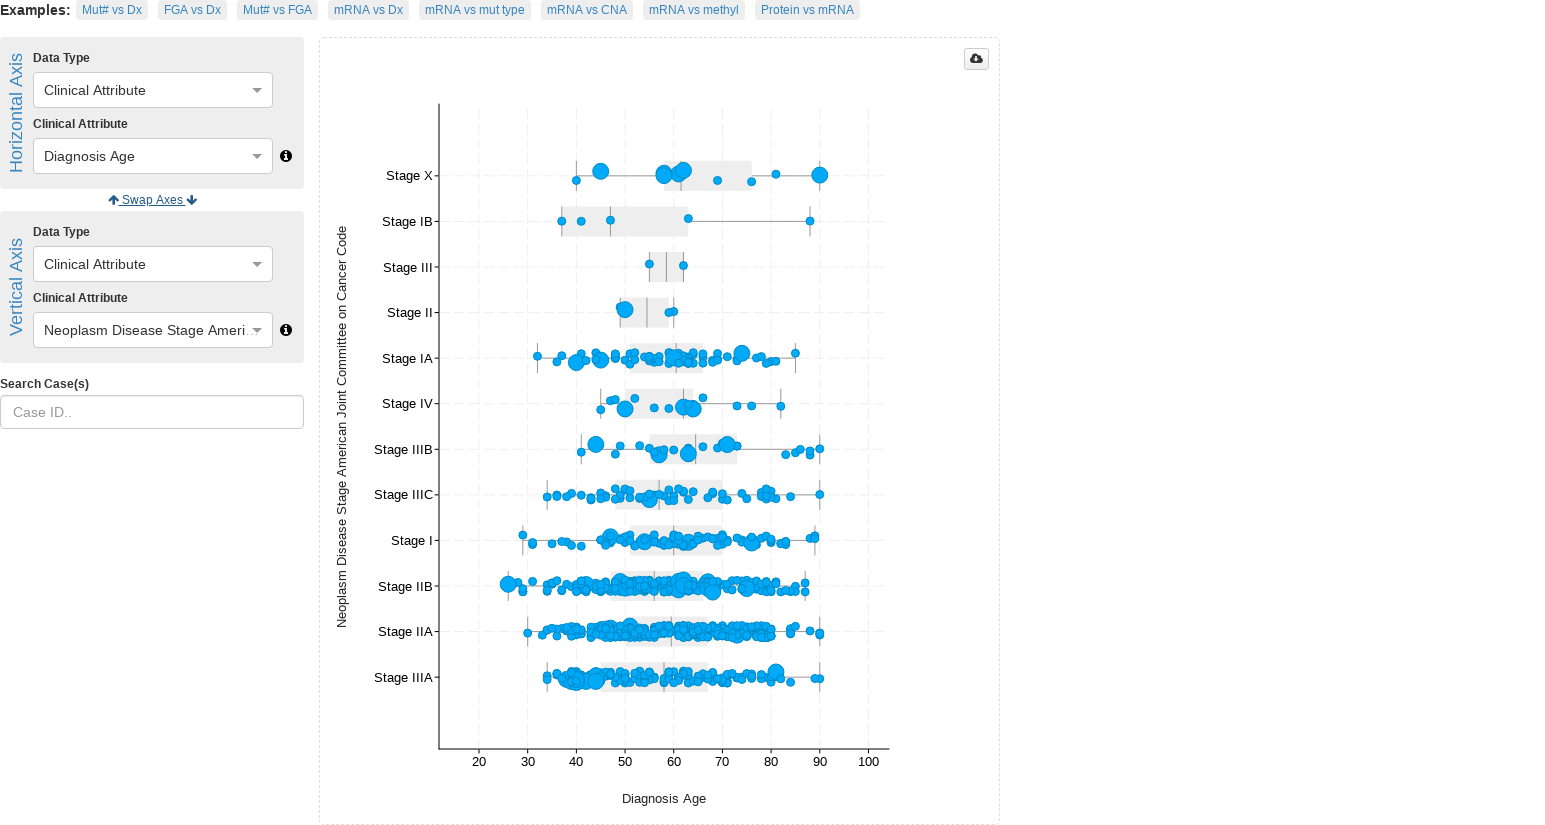 Examples: Mut# vs Dx FGA vs Dx Mut# vs FGA mRNA vs Dx mRNA vs mut type mRNA vs CNA mRNA vs methyl Protein vs mRNA
Horizontal Axis
Data Type
Clinical Attribute
Clinical Attribute
Diagnosis Age
Swap Axes
Vertical Axis
Data Type
Clinical Attribute
Clinical Attribute
Neoplasm Disease Stage Ameri...
Search Case(s)
Case ID..
Neoplasm Disease Stage American Joint Committee on Cancer Code
Stage X
Stage IB
Stage III
Stage II
Stage IA
Stage IV
Stage IIIB
Stage IIIC
Stage I
Stage IIB
Stage IIA
Stage IIIA
20 30 40 50 60 70 80 90 100
Diagnosis Age